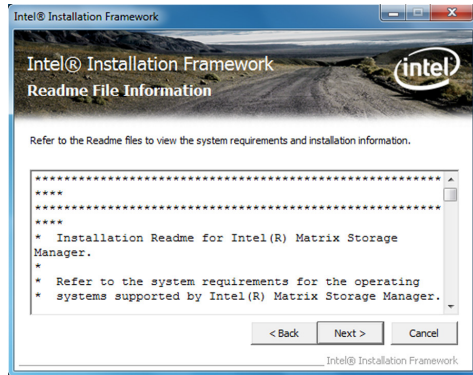 Intel® Installation Framework
Intel® Installation Framework
intel
Readme File Information
Refer to the Readme files to view the system requirements and installation information.
*********************************************
****
*********************************************
****
*   Installation Readme for Intel(R) Matrix Storage
Manager.
*
*   Refer to the system requirements for the operating
*   systems supported by Intel(R) Matrix Storage Manager.
< Back
Next >
Cancel
Intel® Installation Framework